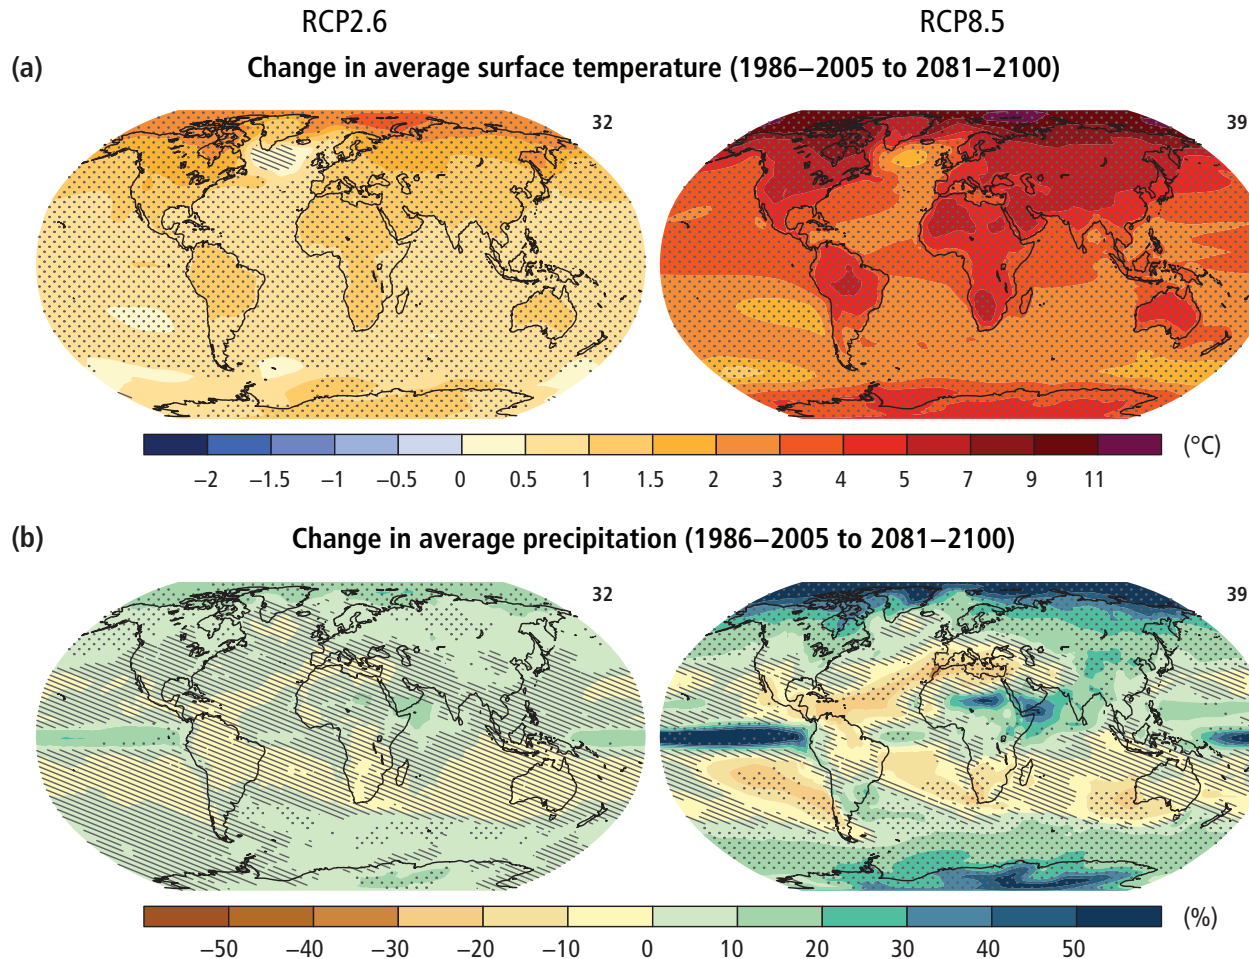 RCP2.6 RCP8.5
(a) Change in average surface temperature (1986–2005 to 2081–2100)
32 39
−2 −1.5 −1 −0.5 0 0.5 1 1.5 2 3 4 5 7 9 11 (°C)
(b) Change in average precipitation (1986–2005 to 2081–2100)
32 39
−50 −40 −30 −20 −10 0 10 20 30 40 50 (%)